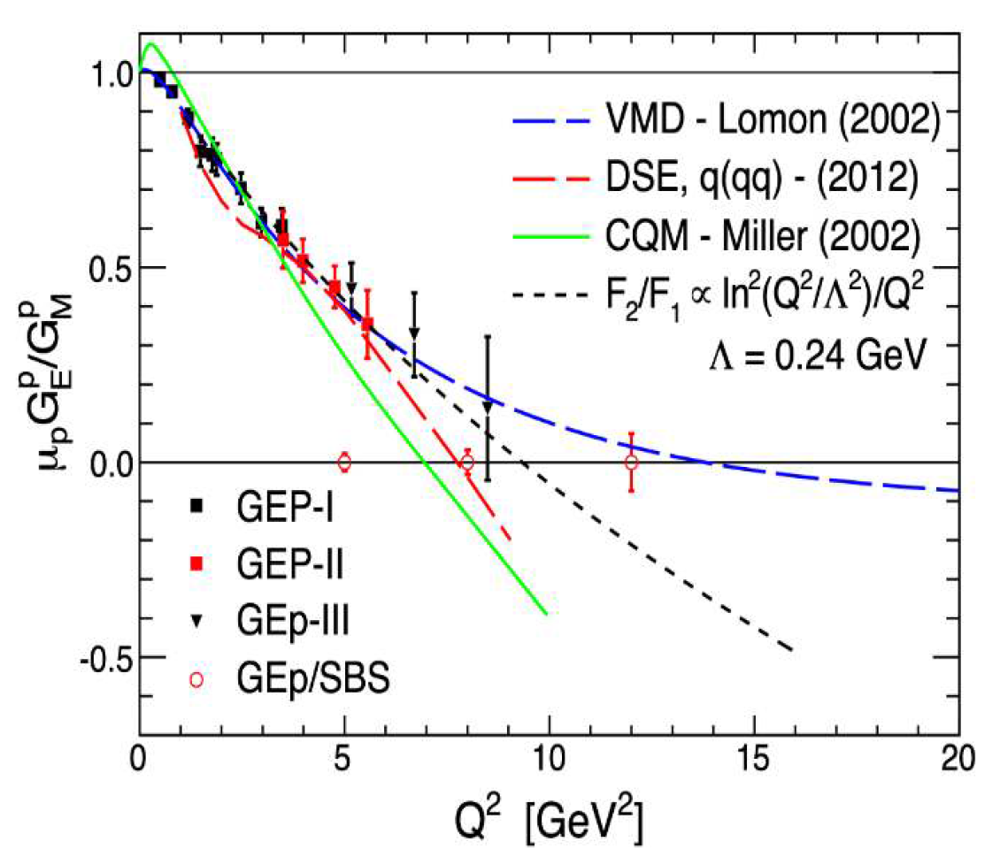 1.0
0.5
0.0
-0.5
μₚGᴱᵖ/Gᴹᵖ
VMD - Lomon (2002)
DSE, q(qq) - (2012)
CQM - Miller (2002)
F₂/F₁ ∝ ln²(Q²/Λ²)/Q²
Λ = 0.24 GeV
GEP-I
GEP-II
GEp-III
GEp/SBS
0 5 10 15 20
Q² [GeV²]